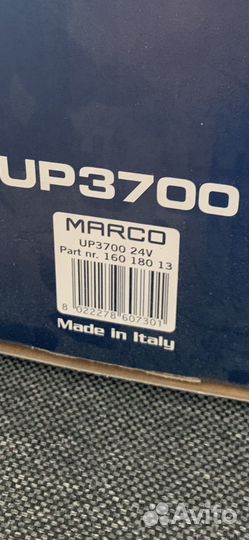 UP3700
MARCO
UP3700 24V
Part nr. 160 180 13
8 022278 607301
Made in Italy
Avito